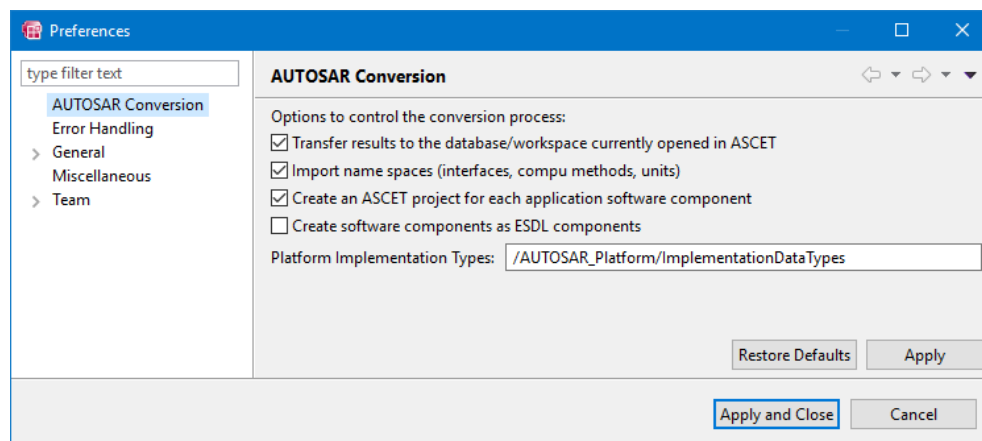 Preferences
type filter text
AUTOSAR Conversion
Error Handling
General
Miscellaneous
Team
AUTOSAR Conversion
Options to control the conversion process:
Transfer results to the database/workspace currently opened in ASCET
Import name spaces (interfaces, compu methods, units)
Create an ASCET project for each application software component
Create software components as ESDL components
Platform Implementation Types: /AUTOSAR_Platform/ImplementationDataTypes
Restore Defaults Apply
Apply and Close Cancel